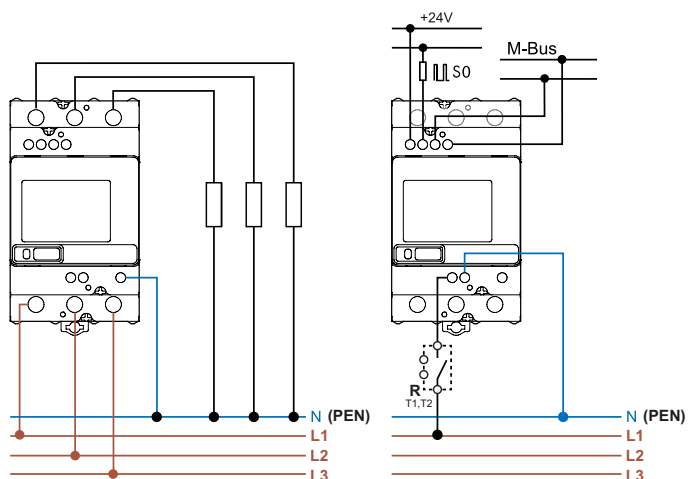 +24V
M-Bus
S0
R
T1,T2
N (PEN)
L1
L2
L3
N (PEN)
L1
L2
L3